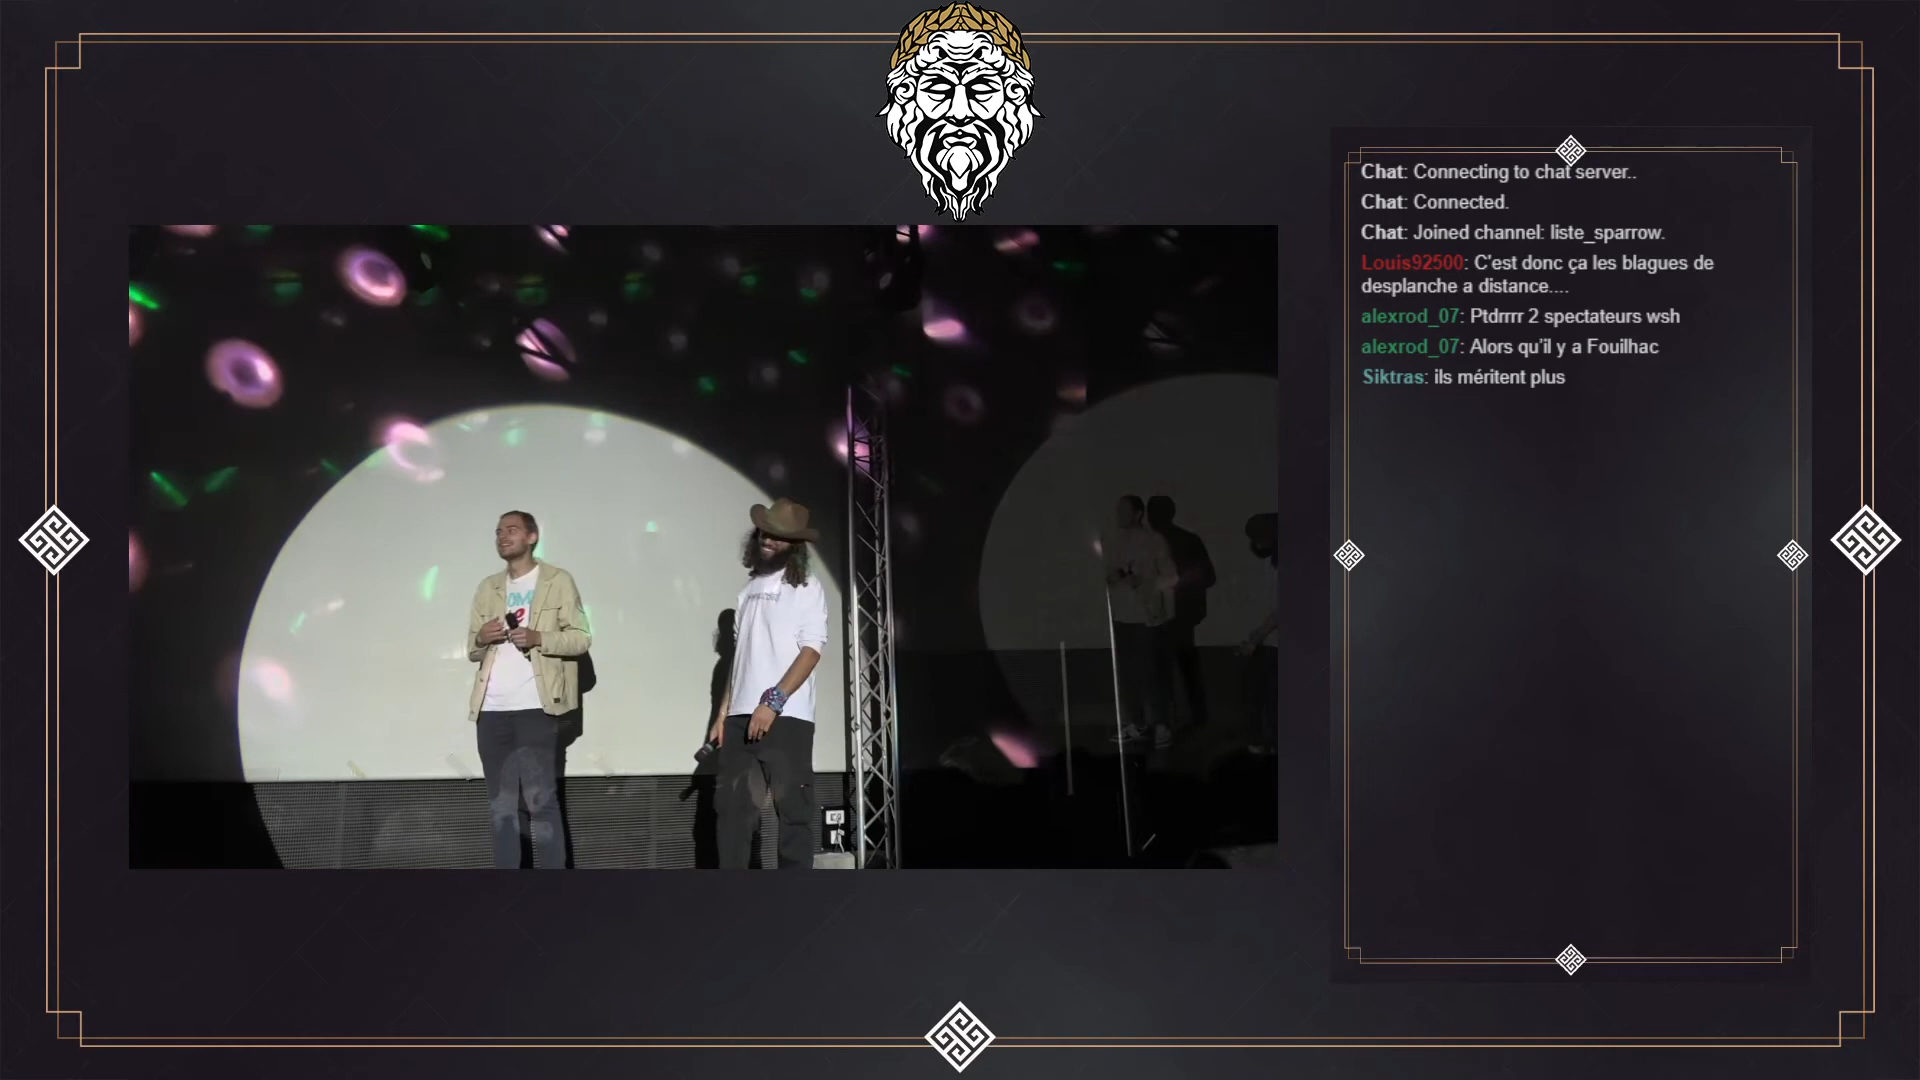 Chat: Connecting to chat server..
Chat: Connected.
Chat: Joined channel: liste_sparrow.
Louis92500: C'est donc ça les blagues de
desplanche a distance....
alexrod_07: Ptdrrrr 2 spectateurs wsh
alexrod_07: Alors qu'il y a Fouilhac
Siktras: ils méritent plus